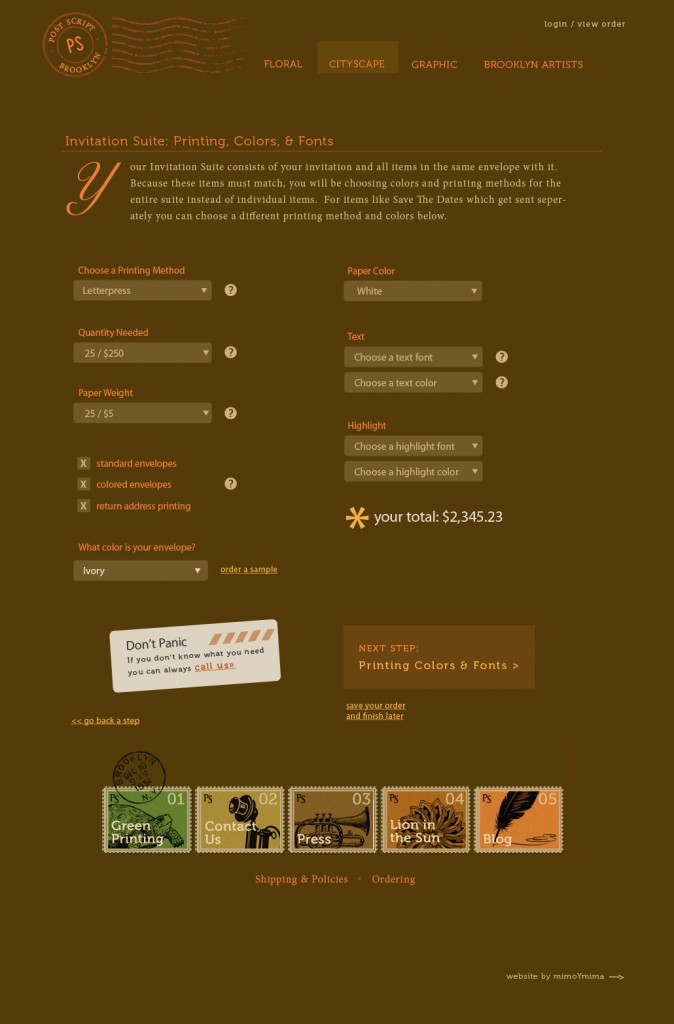 login / view order
POST SCRIPT
PS
BROOKLYN
FLORAL
CITYSCAPE
GRAPHIC
BROOKLYN ARTISTS
Invitation Suite: Printing, Colors, & Fonts
Your Invitation Suite consists of your invitation and all items in the same envelope with it.
Because these items must match, you will be choosing colors and printing methods for the
entire suite instead of individual items. For items like Save The Dates which get sent seper-
ately you can choose a different printing method and colors below.
Choose a Printing Method
Letterpress
?
Quantity Needed
25 / $250
?
Paper Weight
25 / $5
?
X standard envelopes
X colored envelopes
?
X return address printing
What color is your envelope?
Ivory
order a sample
Paper Color
White
Text
Choose a text font
?
Choose a text color
?
Highlight
Choose a highlight font
Choose a highlight color
your total: $2,345.23
Don't Panic
If you don't know what you need
you can always call us»
NEXT STEP:
Printing Colors & Fonts >
save your order
and finish later
<< go back a step
BROOKLYN
DEC 10
1951
N.Y.
PS 01
Green
Printing
PS 02
Contact
Us
PS 03
Press
PS 04
Lion in
the Sun
PS 05
Blog
Shipping & Policies • Ordering
website by mimoYmima